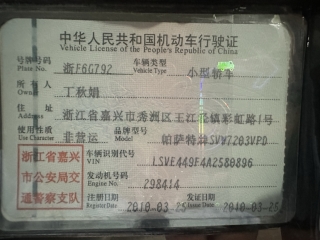 中华人民共和国机动车行驶证
Vehicle License of the People's Republic of China
号牌号码 浙F6G792 车辆类型 小型轿车
Plate No. Vehicle Type
所有人 丁秋娟
Owner
住址 浙江省嘉兴市秀洲区王江泾镇彩虹路1号
Address
使用性质 非营运 品牌型号 帕萨特牌SVW7203VPD
Use Character Model
浙江省嘉兴市公安局交通警察支队
车辆识别代号 LSVE449F4A2580896
VIN
发动机号码 298414
Engine No.
注册日期 2010-03 发证日期 2010-03-25
Register Date Issue Date